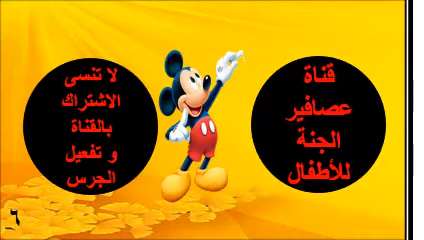 قناة
عصافير
الجنة
للأطفال
لا تنسى
الاشتراك
بالقناة
و تفعيل
الجرس
٦